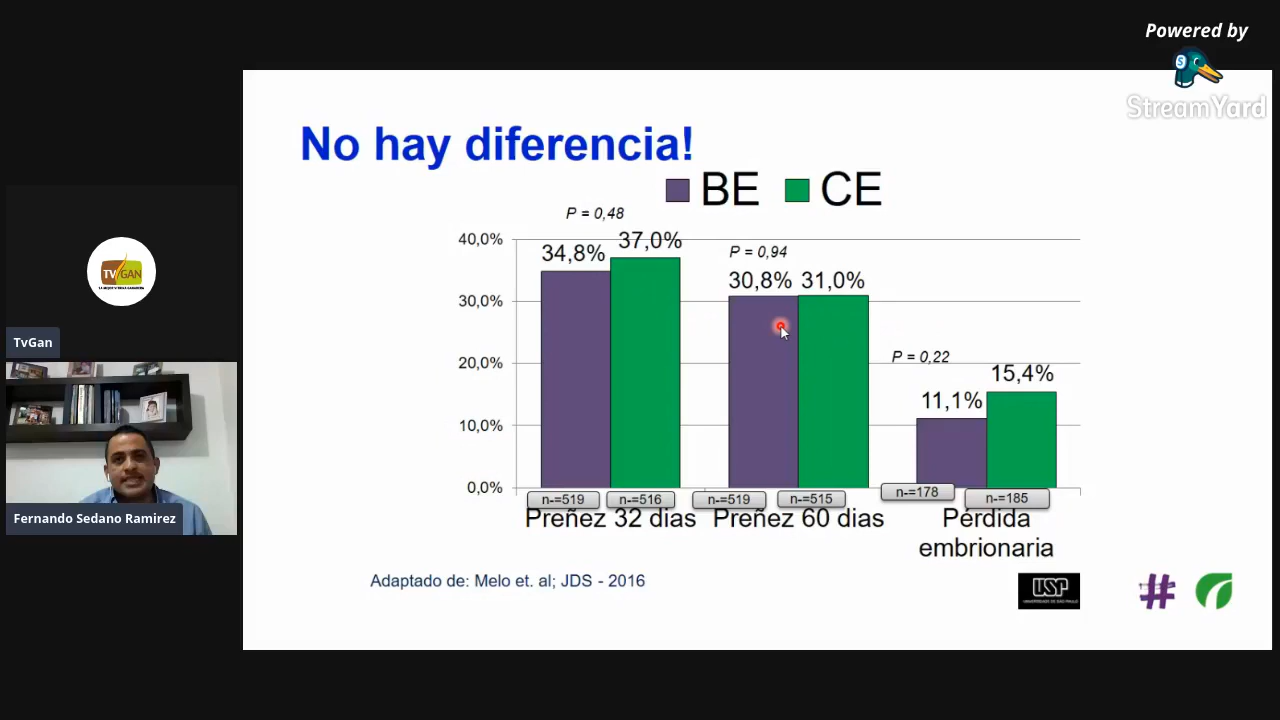 Powered by
StreamYard
No hay diferencia!
BE CE
P = 0,48
34,8% 37,0%
P = 0,94
30,8% 31,0%
P = 0,22
11,1% 15,4%
40,0%
30,0%
20,0%
10,0%
0,0%
n-=519 n-=516 n-=519 n-=515 n-=178 n-=185
Preñez 32 dias Preñez 60 dias Pérdida
embrionaria
Adaptado de: Melo et. al; JDS - 2016
USP
#
TV GAN
TvGan
Fernando Sedano Ramirez